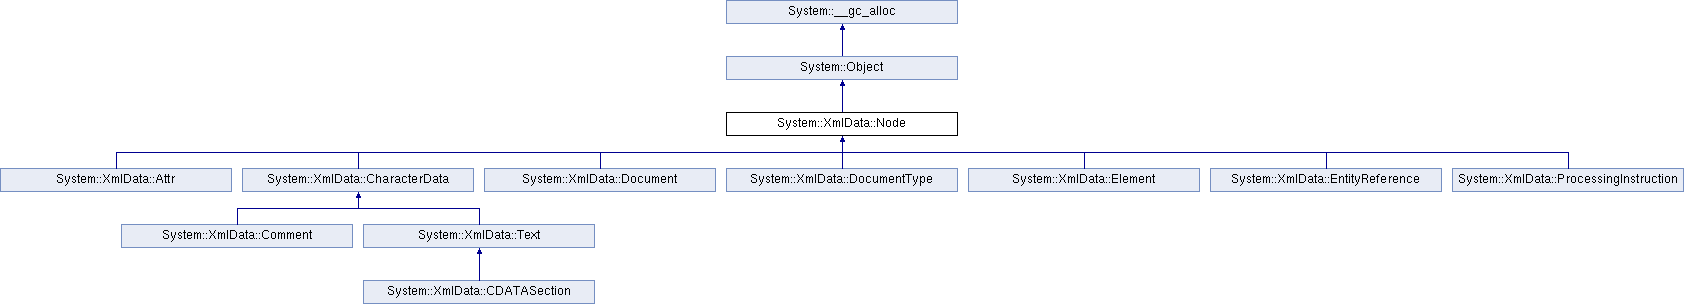 System::__gc_alloc
System::Object
System::XmlData::Node
System::XmlData::Attr
System::XmlData::CharacterData
System::XmlData::Document
System::XmlData::DocumentType
System::XmlData::Element
System::XmlData::EntityReference
System::XmlData::ProcessingInstruction
System::XmlData::Comment
System::XmlData::Text
System::XmlData::CDATASection